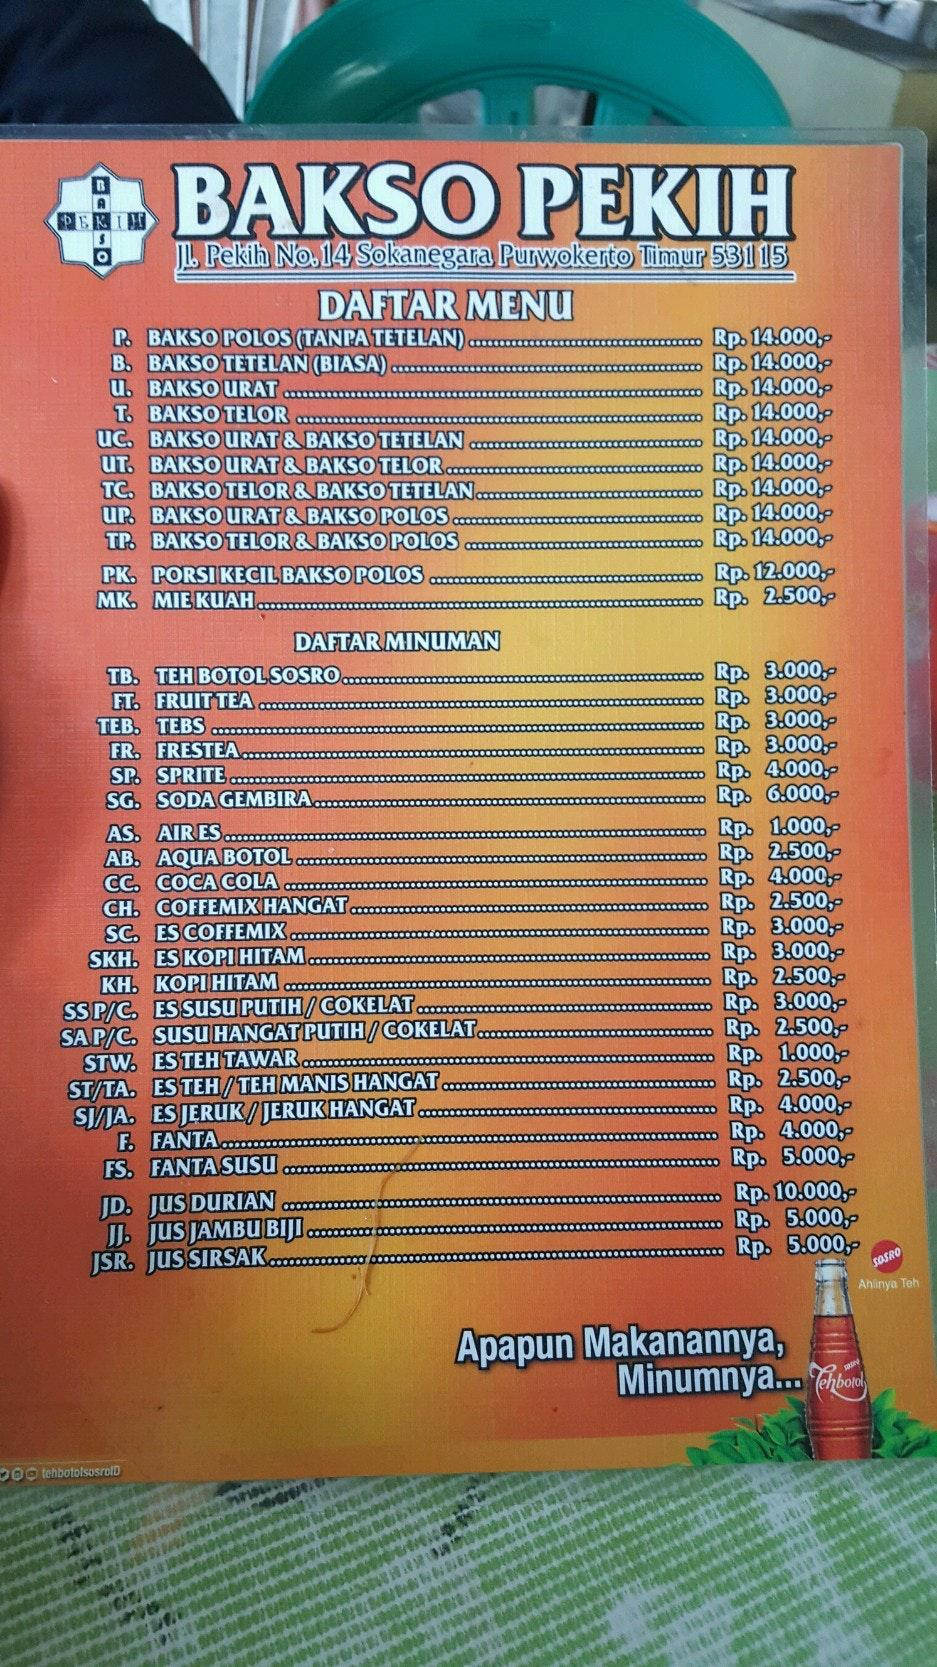 BAKSO
PEKIH
BAKSO PEKIH
Jl. Pekih No.14 Sokanegara Purwokerto Timur 53115
DAFTAR MENU
P. BAKSO POLOS (TANPA TETELAN) Rp. 14.000,-
B. BAKSO TETELAN (BIASA) Rp. 14.000,-
U. BAKSO URAT Rp. 14.000,-
T. BAKSO TELOR Rp. 14.000,-
UC. BAKSO URAT & BAKSO TETELAN Rp. 14.000,-
UT. BAKSO URAT & BAKSO TELOR Rp. 14.000,-
TC. BAKSO TELOR & BAKSO TETELAN Rp. 14.000,-
UP. BAKSO URAT & BAKSO POLOS Rp. 14.000,-
TP. BAKSO TELOR & BAKSO POLOS Rp. 14.000,-
PK. PORSI KECIL BAKSO POLOS Rp. 12.000,-
MK. MIE KUAH Rp. 2.500,-
DAFTAR MINUMAN
TB. TEH BOTOL SOSRO Rp. 3.000,-
FT. FRUIT TEA Rp. 3.000,-
TEB. TEBS Rp. 3.000,-
FR. FRESTEA Rp. 3.000,-
SP. SPRITE Rp. 4.000,-
SG. SODA GEMBIRA Rp. 6.000,-
AS. AIR ES Rp. 1.000,-
AB. AQUA BOTOL Rp. 2.500,-
CC. COCA COLA Rp. 4.000,-
CH. COFFEMIX HANGAT Rp. 2.500,-
SC. ES COFFEMIX Rp. 3.000,-
SKH. ES KOPI HITAM Rp. 3.000,-
KH. KOPI HITAM Rp. 2.500,-
SS P/C. ES SUSU PUTIH / COKELAT Rp. 3.000,-
SA P/C. SUSU HANGAT PUTIH / COKELAT Rp. 2.500,-
STW. ES TEH TAWAR Rp. 1.000,-
ST/TA. ES TEH / TEH MANIS HANGAT Rp. 2.500,-
SJ/JA. ES JERUK / JERUK HANGAT Rp. 4.000,-
F. FANTA Rp. 4.000,-
FS. FANTA SUSU Rp. 5.000,-
JD. JUS DURIAN Rp. 10.000,-
JJ. JUS JAMBU BIJI Rp. 5.000,-
JSR. JUS SIRSAK Rp. 5.000,-
SOSRO
Ahlinya Teh
Apapun Makanannya,
Minumnya...
SOSRO
Tehbotol
tehbotolsosroID